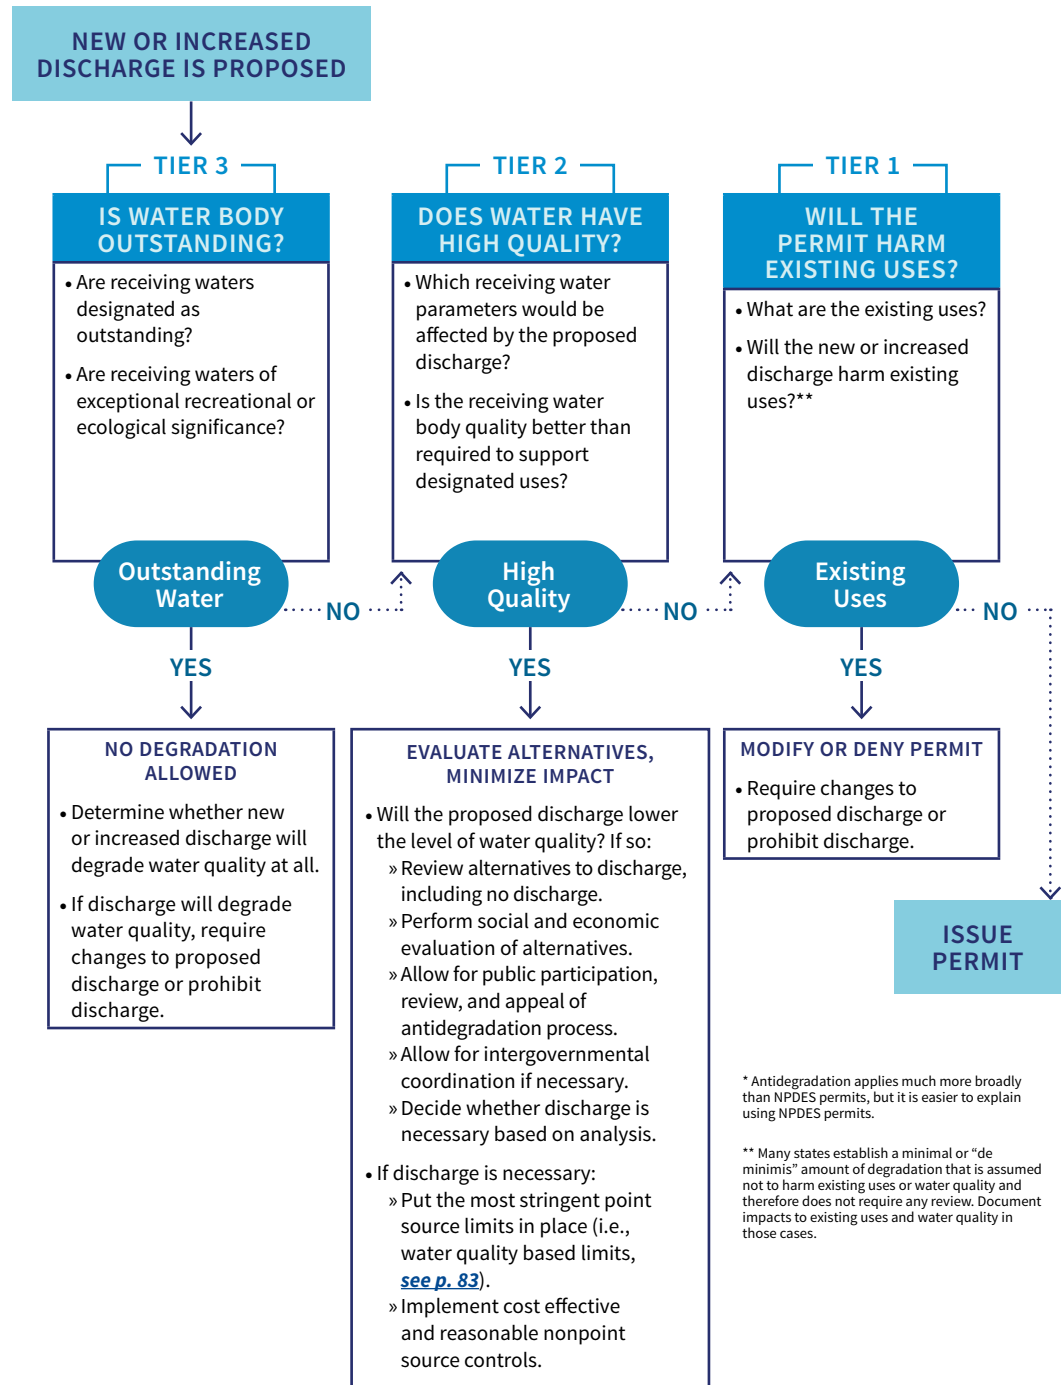 NEW OR INCREASED
DISCHARGE IS PROPOSED
TIER 3
IS WATER BODY
OUTSTANDING?
• Are receiving waters
designated as
outstanding?
• Are receiving waters of
exceptional recreational or
ecological significance?
Outstanding
Water
NO
YES
NO DEGRADATION
ALLOWED
• Determine whether new
or increased discharge will
degrade water quality at all.
• If discharge will degrade
water quality, require
changes to proposed
discharge or prohibit
discharge.
TIER 2
DOES WATER HAVE
HIGH QUALITY?
• Which receiving water
parameters would be
affected by the proposed
discharge?
• Is the receiving water
body quality better than
required to support
designated uses?
High
Quality
NO
YES
EVALUATE ALTERNATIVES,
MINIMIZE IMPACT
• Will the proposed discharge lower
the level of water quality? If so:
» Review alternatives to discharge,
including no discharge.
» Perform social and economic
evaluation of alternatives.
» Allow for public participation,
review, and appeal of
antidegradation process.
» Allow for intergovernmental
coordination if necessary.
» Decide whether discharge is
necessary based on analysis.
• If discharge is necessary:
» Put the most stringent point
source limits in place (i.e.,
water quality based limits,
see p. 83).
» Implement cost effective
and reasonable nonpoint
source controls.
TIER 1
WILL THE
PERMIT HARM
EXISTING USES?
• What are the existing uses?
• Will the new or increased
discharge harm existing
uses?**
Existing
Uses
NO
YES
MODIFY OR DENY PERMIT
• Require changes to
proposed discharge or
prohibit discharge.
ISSUE
PERMIT
* Antidegradation applies much more broadly
than NPDES permits, but it is easier to explain
using NPDES permits.
** Many states establish a minimal or “de
minimis” amount of degradation that is assumed
not to harm existing uses or water quality and
therefore does not require any review. Document
impacts to existing uses and water quality in
those cases.